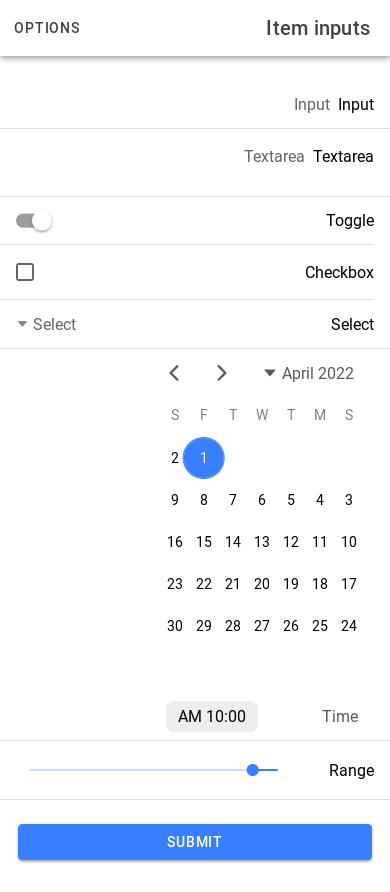 Item inputs OPTIONS
Input Input
Textarea Textarea
Toggle
Checkbox
Select Select
April 2022
S M T W T F S
1 2
3 4 5 6 7 8 9
10 11 12 13 14 15 16
17 18 19 20 21 22 23
24 25 26 27 28 29 30
Time AM 10:00
Range
SUBMIT